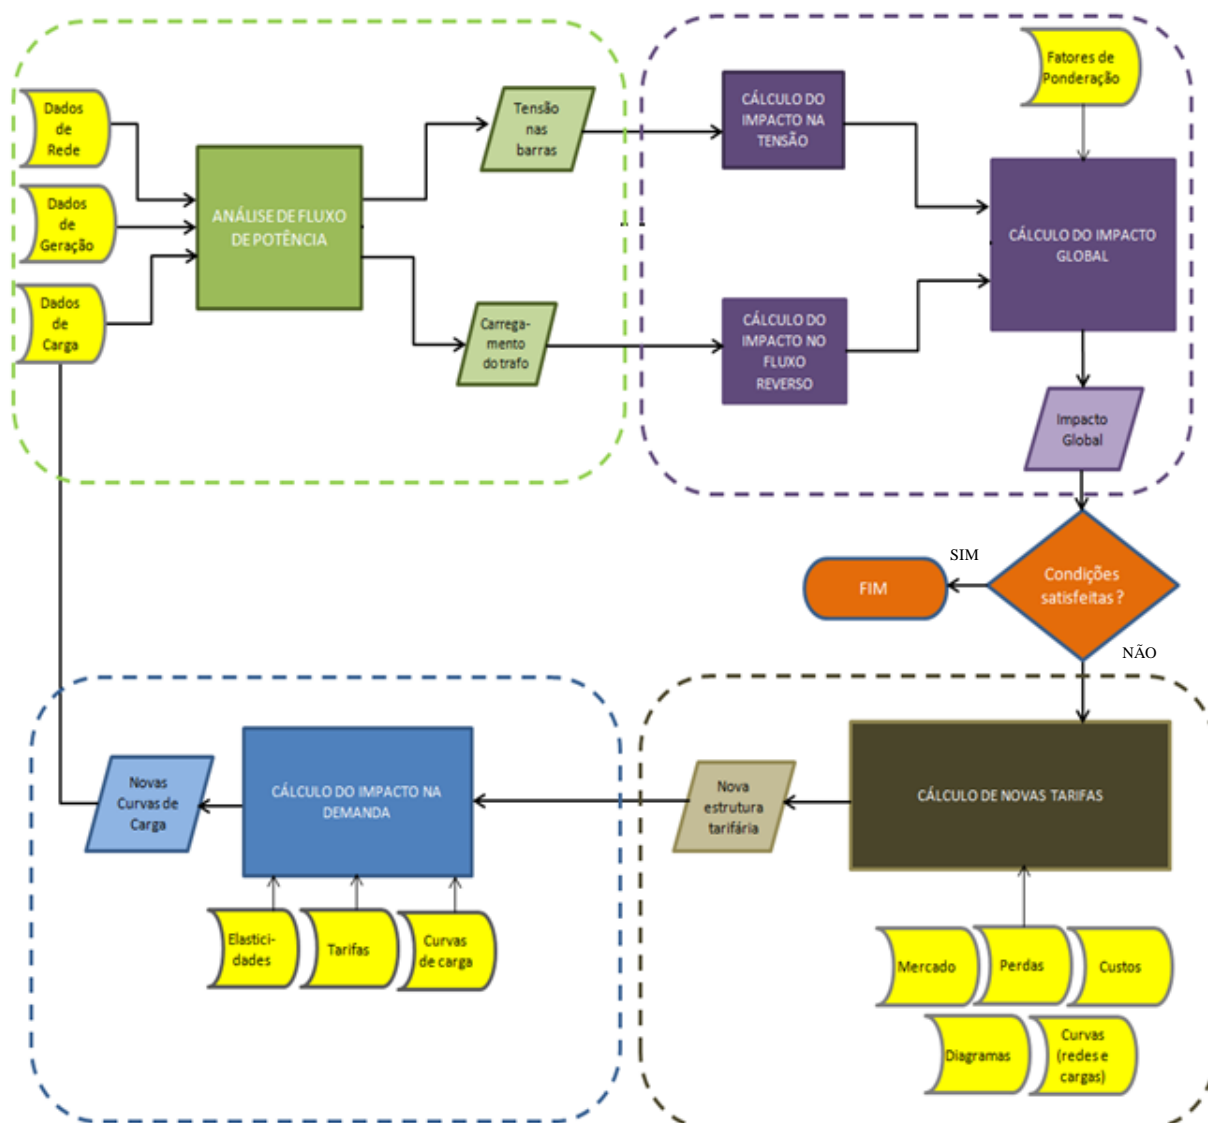 Dados
de
Rede
Dados
de
Geração
Dados
de
Carga
ANÁLISE DE FLUXO
DE POTÊNCIA
Tensão
nas
barras
Carrega-
mento
do trafo
CÁLCULO DO
IMPACTO NA
TENSÃO
CÁLCULO DO
IMPACTO NO
FLUXO
REVERSO
Fatores de
Ponderação
CÁLCULO DO IMPACTO
GLOBAL
Impacto
Global
Condições
satisfeitas ?
SIM
FIM
NÃO
CÁLCULO DE NOVAS TARIFAS
Mercado
Perdas
Custos
Diagramas
Curvas
(redes e
cargas)
Nova
estrutura
tarifária
CÁLCULO DO IMPACTO NA
DEMANDA
Elastici-
dades
Tarifas
Curvas
de carga
Novas
Curvas de
Carga